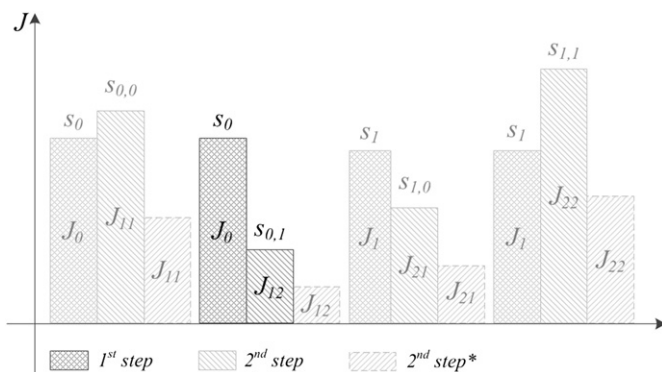 J
s0,0
s1,1
s0
s0
s1
s1
s1,0
s0,1
J0
J11
J0
J1
J1
J22
J11
J12
J21
J22
J12
J21
1st step
2nd step
2nd step*